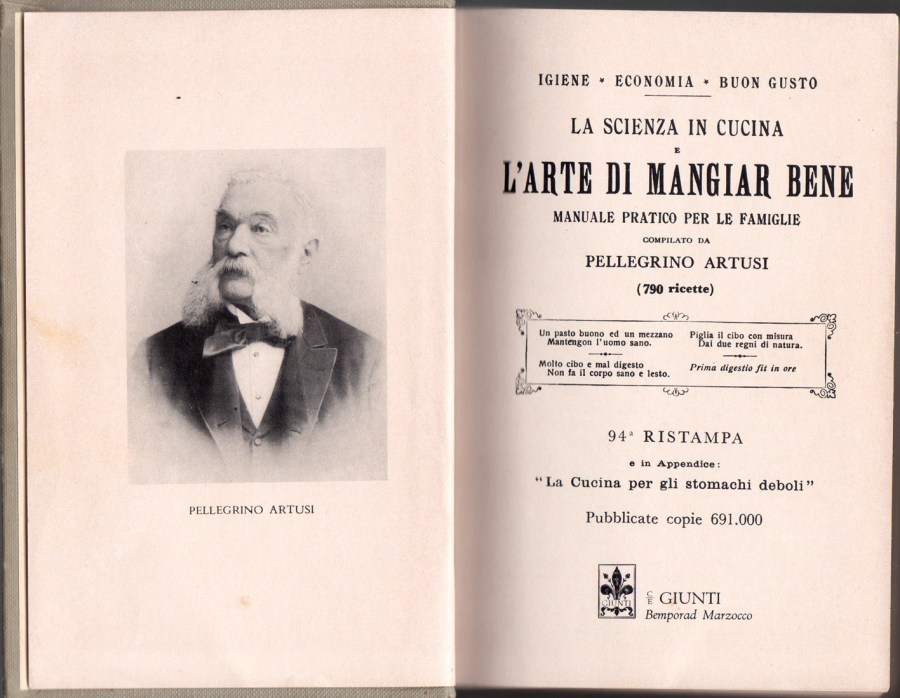 PELLEGRINO ARTUSI
IGIENE * ECONOMIA * BUON GUSTO
LA SCIENZA IN CUCINA
E
L'ARTE DI MANGIAR BENE
MANUALE PRATICO PER LE FAMIGLIE
COMPILATO DA
PELLEGRINO ARTUSI
(790 ricette)
Un pasto buono ed un mezzano
Mantengon l'uomo sano.
Molto cibo e mal digesto
Non fa il corpo sano e lesto.
Piglia il cibo con misura
Dai due regni di natura.
Prima digestio fit in ore
94ª RISTAMPA
e in Appendice:
"La Cucina per gli stomachi deboli"
Pubblicate copie 691.000
GIUNTI
C/E GIUNTI
Bemporad Marzocco